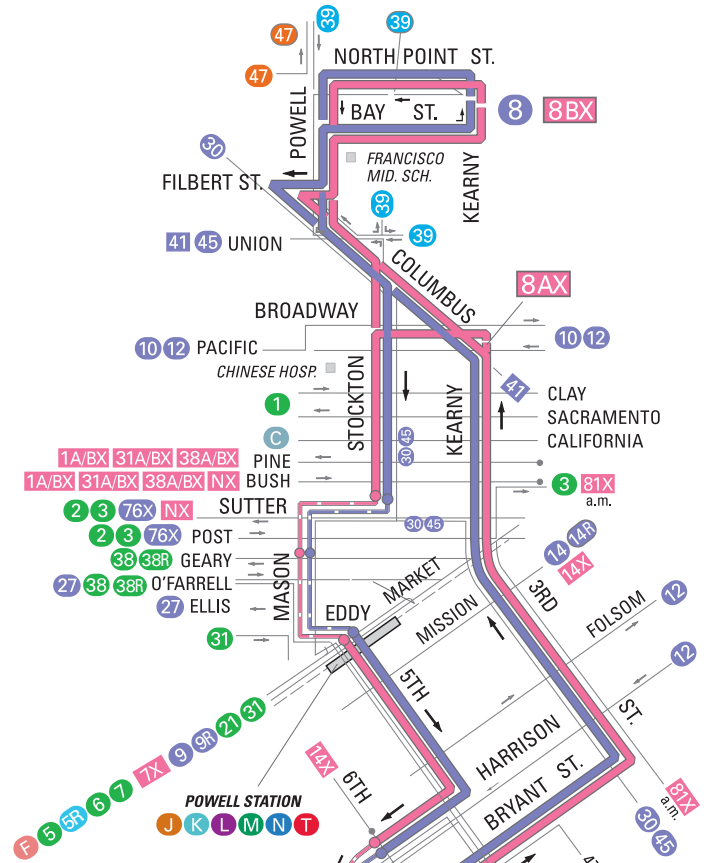 39
39
47
NORTH POINT ST.
47
POWELL
BAY ST.
8
8BX
30
FRANCISCO
MID. SCH.
FILBERT ST.
KEARNY
39
39
41 45 UNION
COLUMBUS
8AX
BROADWAY
10 12 PACIFIC
10 12
CHINESE HOSP.
STOCKTON
KEARNY
41
CLAY
1
SACRAMENTO
C
30 45
CALIFORNIA
1A/BX 31A/BX 38A/BX
PINE
1A/BX 31A/BX 38A/BX NX BUSH
3 81X
a.m.
2 3 76X NX
SUTTER
30 45
2 3 76X POST
38 38R GEARY
14 14R
14X
27 38 38R O'FARRELL
MASON
MARKET
3RD
27 ELLIS
EDDY
MISSION
FOLSOM
12
31
12
5TH
ST.
F 5 5R 6 7 7X 9 9R 21 31
HARRISON
14X
6TH
BRYANT ST.
81X
a.m.
POWELL STATION
J K L M N T
30 45